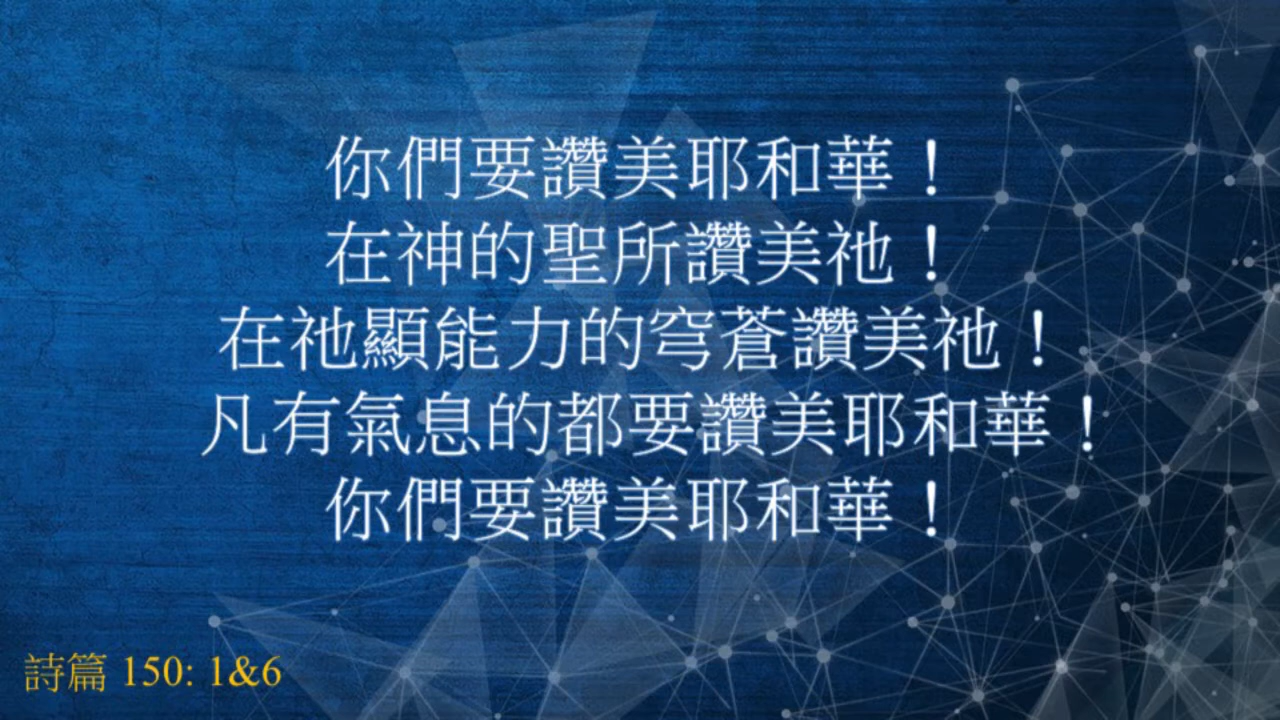 你們要讚美耶和華！
在神的聖所讚美祂！
在祂顯能力的穹蒼讚美祂！
凡有氣息的都要讚美耶和華！
你們要讚美耶和華！
詩篇 150: 1&6